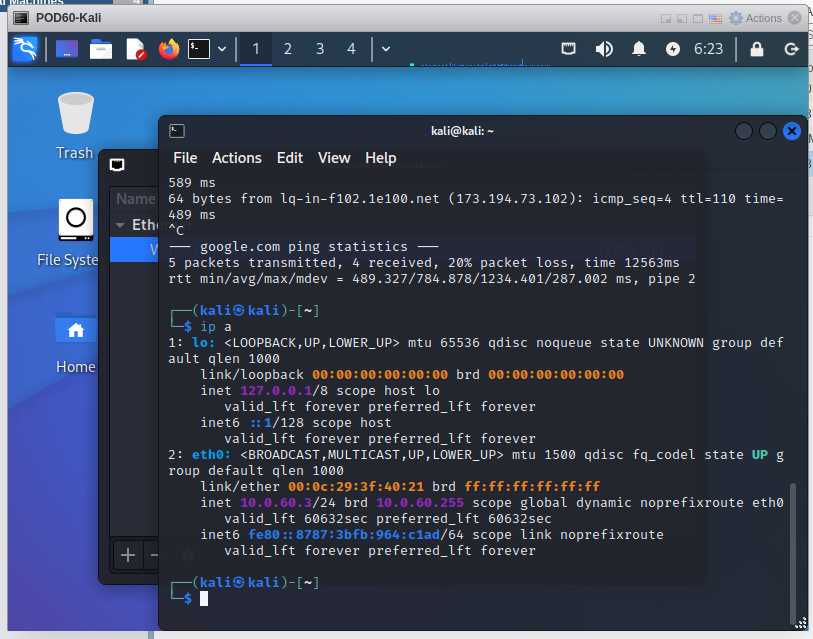 Machines
POD60-Kali
Actions
1 2 3 4
6:23
Trash
File Syste
Home
Name
Ether
kali@kali: ~
File Actions Edit View Help
589 ms
64 bytes from lq-in-f102.1e100.net (173.194.73.102): icmp_seq=4 ttl=110 time=
489 ms
^C
─── google.com ping statistics ───
5 packets transmitted, 4 received, 20% packet loss, time 12563ms
rtt min/avg/max/mdev = 489.327/784.878/1234.401/287.002 ms, pipe 2
┌──(kali㉿kali)-[~]
└─$ ip a
1: lo: <LOOPBACK,UP,LOWER_UP> mtu 65536 qdisc noqueue state UNKNOWN group def
ault qlen 1000
link/loopback 00:00:00:00:00:00 brd 00:00:00:00:00:00
inet 127.0.0.1/8 scope host lo
valid_lft forever preferred_lft forever
inet6 ::1/128 scope host
valid_lft forever preferred_lft forever
2: eth0: <BROADCAST,MULTICAST,UP,LOWER_UP> mtu 1500 qdisc fq_codel state UP g
roup default qlen 1000
link/ether 00:0c:29:3f:40:21 brd ff:ff:ff:ff:ff:ff
inet 10.0.60.3/24 brd 10.0.60.255 scope global dynamic noprefixroute eth0
valid_lft 60632sec preferred_lft 60632sec
inet6 fe80::8787:3bfb:964:c1ad/64 scope link noprefixroute
valid_lft forever preferred_lft forever
┌──(kali㉿kali)-[~]
└─$